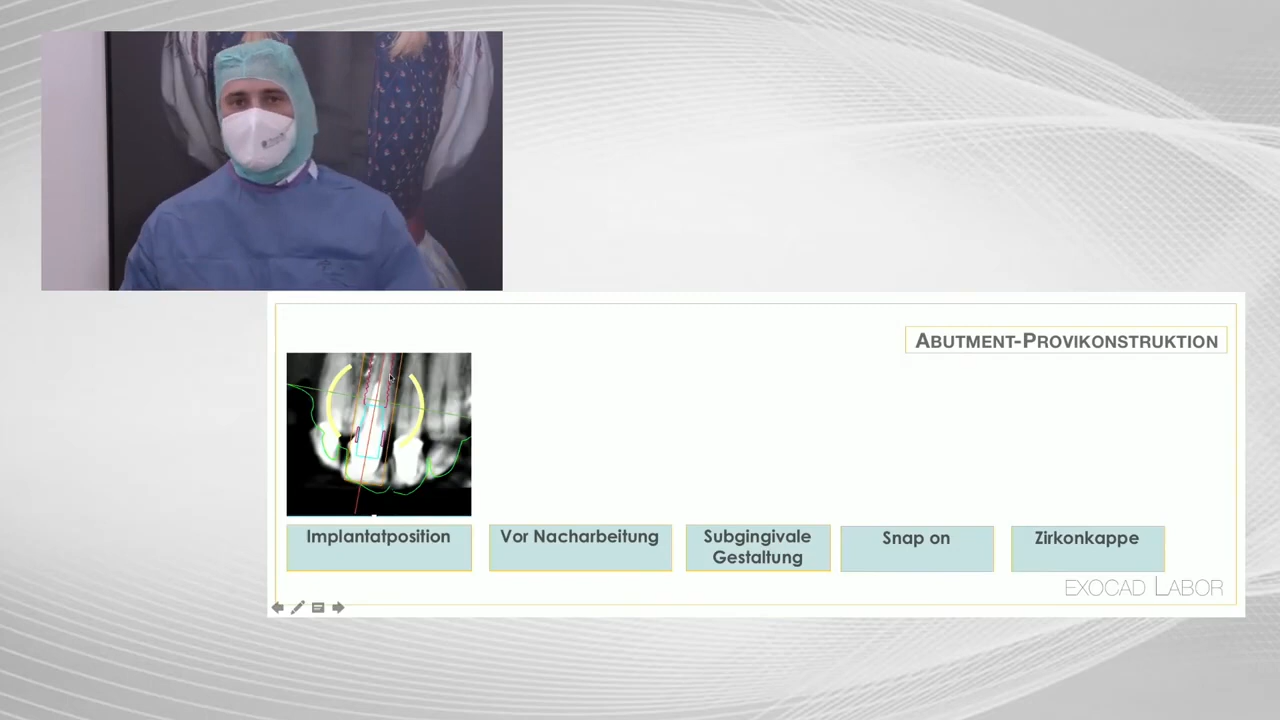 ABUTMENT-PROVIKONSTRUKTION
Implantatposition
Vor Nacharbeitung
Subgingivale
Gestaltung
Snap on
Zirkonkappe
EXOCAD LABOR